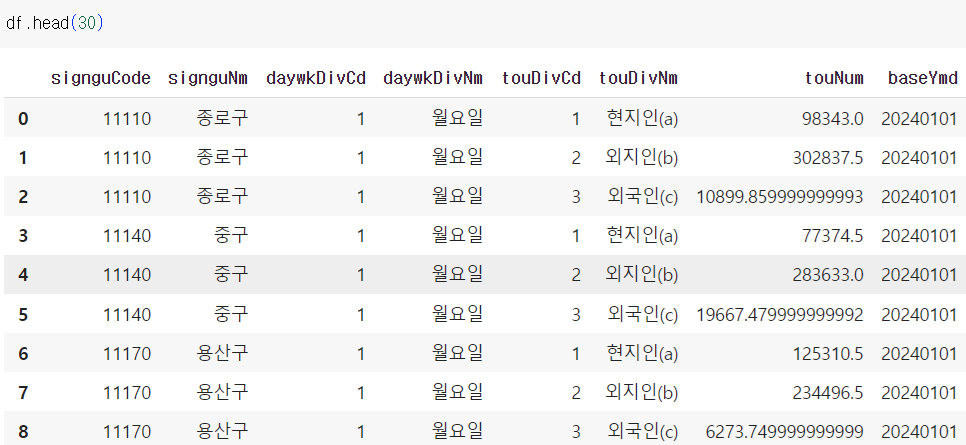 df.head(30)
signguCode signguNm daywkDivCd daywkDivNm touDivCd touDivNm touNum baseYmd
0 11110 종로구 1 월요일 1 현지인(a) 98343.0 20240101
1 11110 종로구 1 월요일 2 외지인(b) 302837.5 20240101
2 11110 종로구 1 월요일 3 외국인(c) 10899.859999999993 20240101
3 11140 중구 1 월요일 1 현지인(a) 77374.5 20240101
4 11140 중구 1 월요일 2 외지인(b) 283633.0 20240101
5 11140 중구 1 월요일 3 외국인(c) 19667.479999999992 20240101
6 11170 용산구 1 월요일 1 현지인(a) 125310.5 20240101
7 11170 용산구 1 월요일 2 외지인(b) 234496.5 20240101
8 11170 용산구 1 월요일 3 외국인(c) 6273.749999999999 20240101